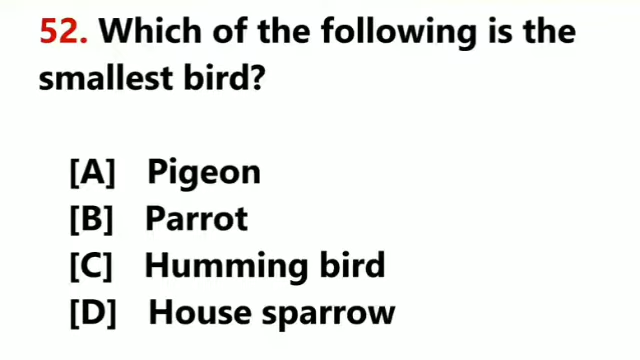 52. Which of the following is the
smallest bird?
[A] Pigeon
[B] Parrot
[C] Humming bird
[D] House sparrow